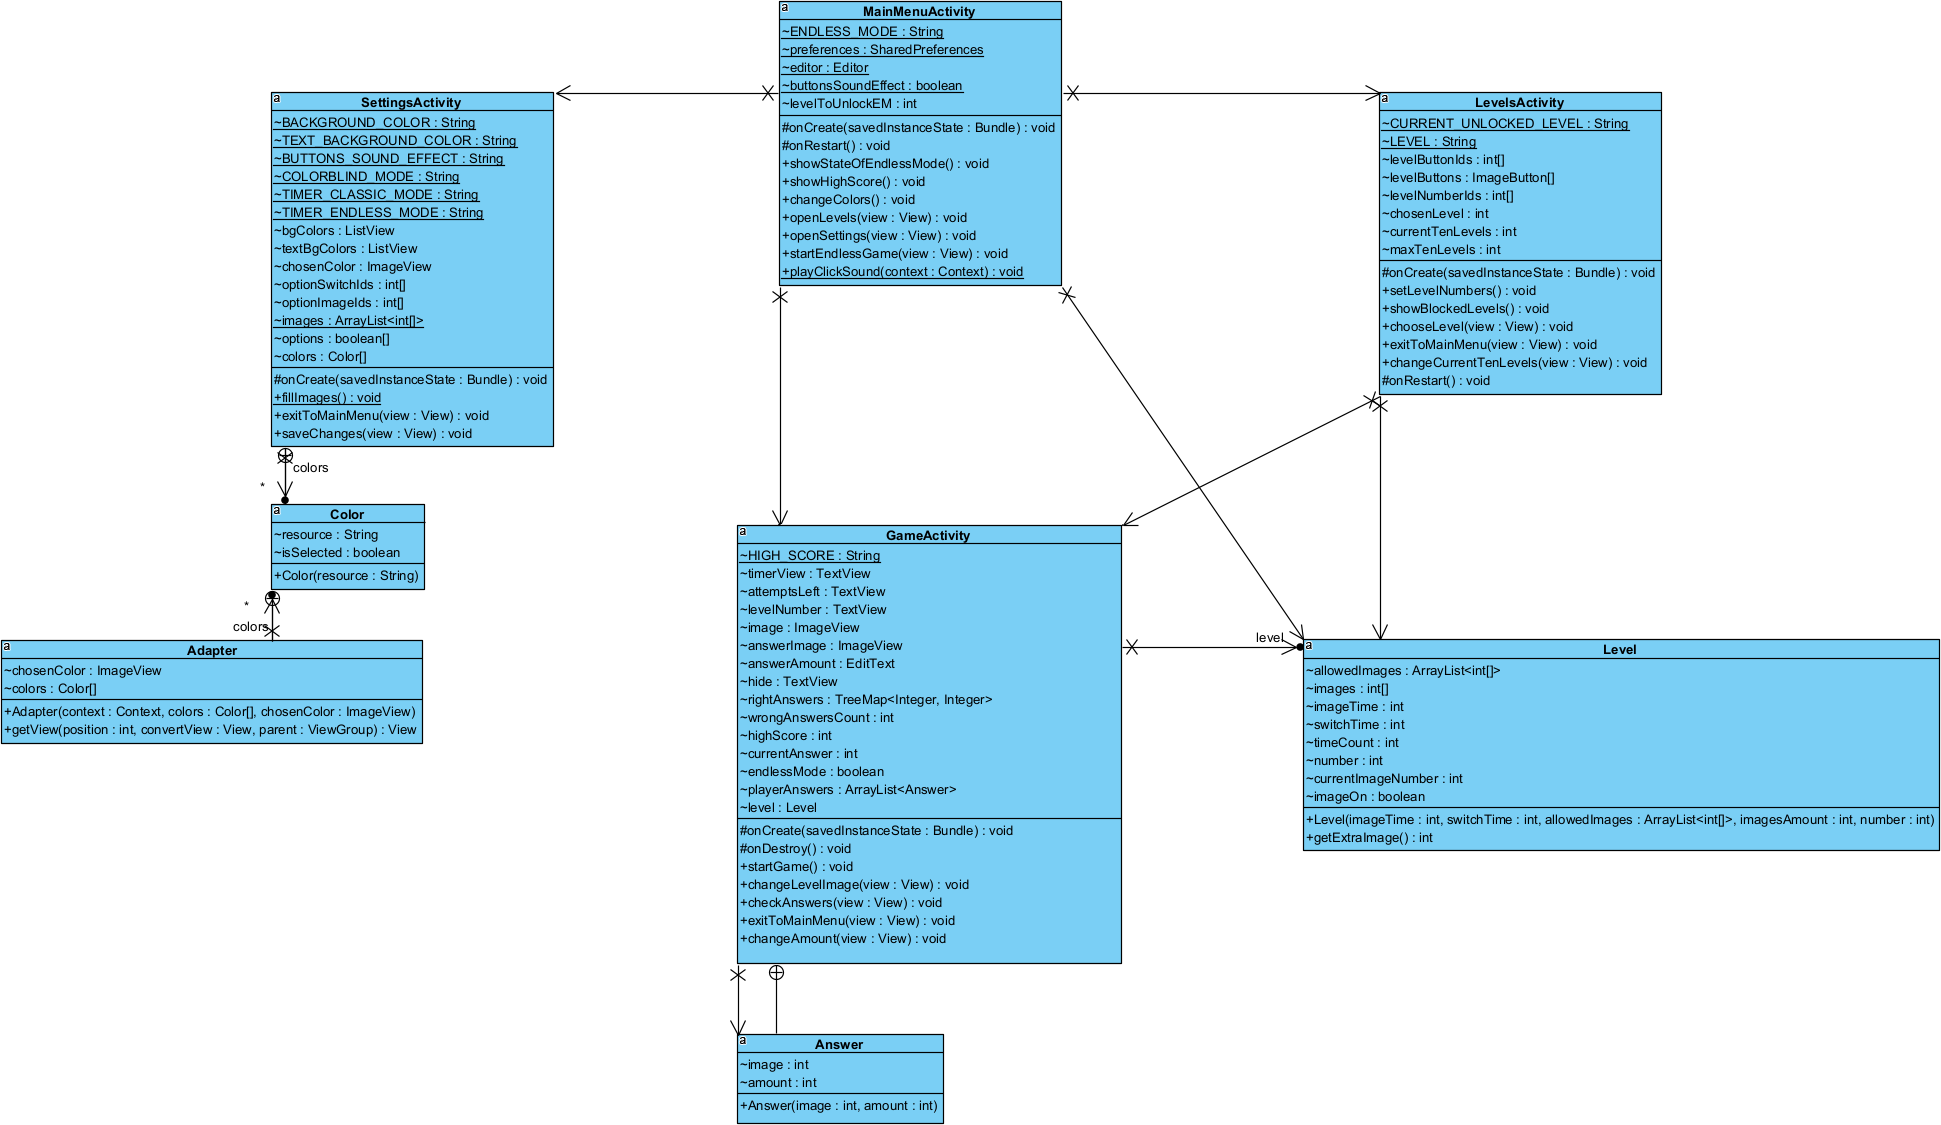 a
MainMenuActivity
~ENDLESS_MODE : String
~preferences : SharedPreferences
~editor : Editor
~buttonsSoundEffect : boolean
~levelToUnlockEM : int
#onCreate(savedInstanceState : Bundle) : void
#onRestart() : void
+showStateOfEndlessMode() : void
+showHighScore() : void
+changeColors() : void
+openLevels(view : View) : void
+openSettings(view : View) : void
+startEndlessGame(view : View) : void
+playClickSound(context : Context) : void
a
SettingsActivity
~BACKGROUND_COLOR : String
~TEXT_BACKGROUND_COLOR : String
~BUTTONS_SOUND_EFFECT : String
~COLORBLIND_MODE : String
~TIMER_CLASSIC_MODE : String
~TIMER_ENDLESS_MODE : String
~bgColors : ListView
~textBgColors : ListView
~chosenColor : ImageView
~optionSwitchIds : int[]
~optionImageIds : int[]
~images : ArrayList<int[]>
~options : boolean[]
~colors : Color[]
#onCreate(savedInstanceState : Bundle) : void
+fillImages() : void
+exitToMainMenu(view : View) : void
+saveChanges(view : View) : void
a
LevelsActivity
~CURRENT_UNLOCKED_LEVEL : String
~LEVEL : String
~levelButtonIds : int[]
~levelButtons : ImageButton[]
~levelNumberIds : int[]
~chosenLevel : int
~currentTenLevels : int
~maxTenLevels : int
#onCreate(savedInstanceState : Bundle) : void
+setLevelNumbers() : void
+showBlockedLevels() : void
+chooseLevel(view : View) : void
+exitToMainMenu(view : View) : void
+changeCurrentTenLevels(view : View) : void
#onRestart() : void
colors
*
a
Color
~resource : String
~isSelected : boolean
+Color(resource : String)
*
colors
a
Adapter
~chosenColor : ImageView
~colors : Color[]
+Adapter(context : Context, colors : Color[], chosenColor : ImageView)
+getView(position : int, convertView : View, parent : ViewGroup) : View
a
GameActivity
~HIGH_SCORE : String
~timerView : TextView
~attemptsLeft : TextView
~levelNumber : TextView
~image : ImageView
~answerImage : ImageView
~answerAmount : EditText
~hide : TextView
~rightAnswers : TreeMap<Integer, Integer>
~wrongAnswersCount : int
~highScore : int
~currentAnswer : int
~endlessMode : boolean
~playerAnswers : ArrayList<Answer>
~level : Level
#onCreate(savedInstanceState : Bundle) : void
#onDestroy() : void
+startGame() : void
+changeLevelImage(view : View) : void
+checkAnswers(view : View) : void
+exitToMainMenu(view : View) : void
+changeAmount(view : View) : void
level
a
Level
~allowedImages : ArrayList<int[]>
~images : int[]
~imageTime : int
~switchTime : int
~timeCount : int
~number : int
~currentImageNumber : int
~imageOn : boolean
+Level(imageTime : int, switchTime : int, allowedImages : ArrayList<int[]>, imagesAmount : int, number : int)
+getExtraImage() : int
a
Answer
~image : int
~amount : int
+Answer(image : int, amount : int)